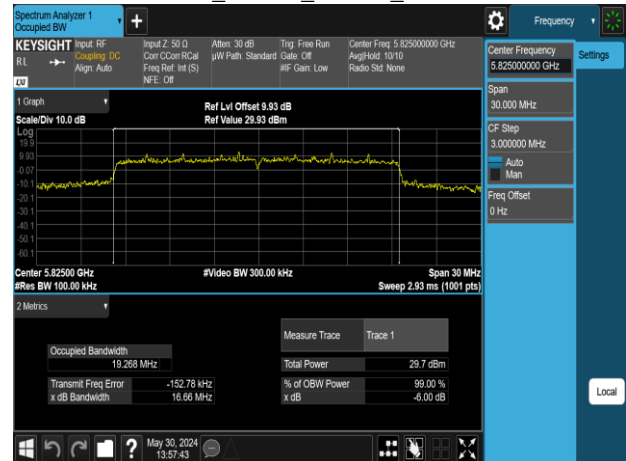 Spectrum Analyzer 1
Occupied BW
+
Frequency
KEYSIGHT
R L
LXI
Input: RF
Coupling: DC
Align: Auto
Input Z: 50 Ω
Corr CCorr RCal
Freq Ref: Int (S)
NFE: Off
Atten: 30 dB
µW Path: Standard
Trig: Free Run
Gate: Off
#IF Gain: Low
Center Freq: 5.825000000 GHz
Avg|Hold: 10/10
Radio Std: None
Center Frequency
5.825000000 GHz
Settings
Span
30.000 MHz
CF Step
3.000000 MHz
Auto
Man
Freq Offset
0 Hz
Local
1 Graph
Scale/Div 10.0 dB
Ref Lvl Offset 9.93 dB
Ref Value 29.93 dBm
Log
19.9
9.93
-0.07
-10.1
-20.1
-30.1
-40.1
-50.1
-60.1
Center 5.82500 GHz
#Video BW 300.00 kHz
Span 30 MHz
#Res BW 100.00 kHz
Sweep 2.93 ms (1001 pts)
2 Metrics
Measure Trace
Trace 1
Occupied Bandwidth
19.268 MHz
Total Power
29.7 dBm
Transmit Freq Error
-152.78 kHz
% of OBW Power
99.00 %
x dB Bandwidth
16.66 MHz
x dB
-6.00 dB
?
May 30, 2024
13:57:43